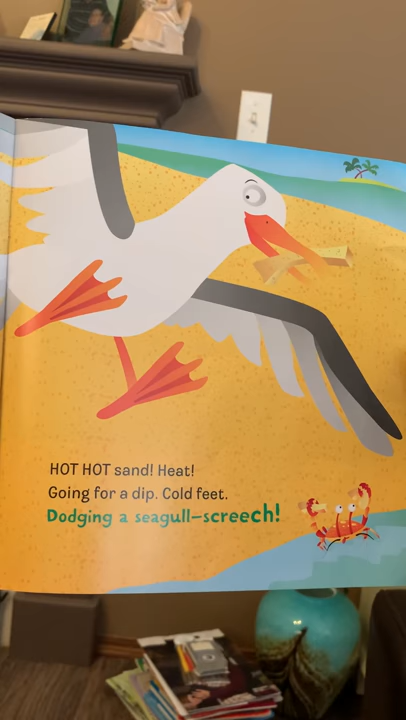 HOT HOT sand! Heat!
Going for a dip. Cold feet.
Dodging a seagull—screech!